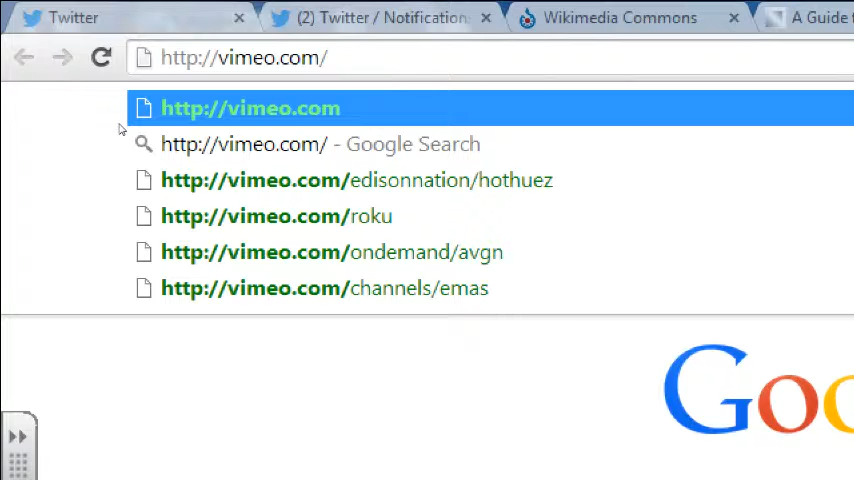 Twitter
(2) Twitter / Notification
Wikimedia Commons
A Guide
http://vimeo.com/
http://vimeo.com
http://vimeo.com/ - Google Search
http://vimeo.com/edisonnation/hothuez
http://vimeo.com/roku
http://vimeo.com/ondemand/avgn
http://vimeo.com/channels/emas
Goo